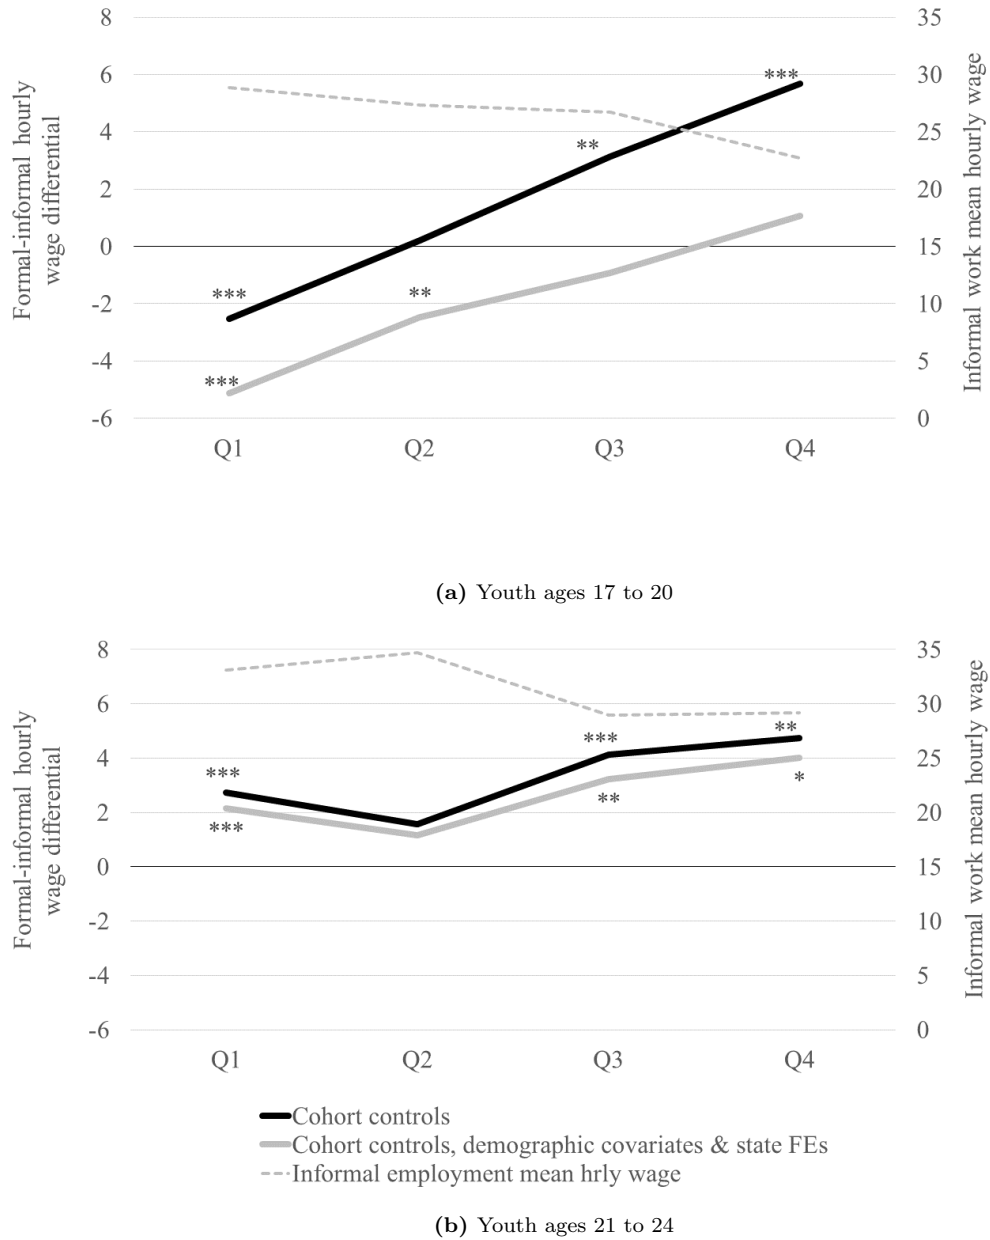 8
6
4
2
0
-2
-4
-6
Formal-informal hourly
wage differential
35
30
25
20
15
10
5
0
Informal work mean hourly wage
***
**
***
***
**
***
Q1
Q2
Q3
Q4
(a) Youth ages 17 to 20
8
6
4
2
0
-2
-4
-6
Formal-informal hourly
wage differential
35
30
25
20
15
10
5
0
Informal work mean hourly wage
**
***
***
*
**
***
Q1
Q2
Q3
Q4
Cohort controls
Cohort controls, demographic covariates & state FEs
Informal employment mean hrly wage
(b) Youth ages 21 to 24